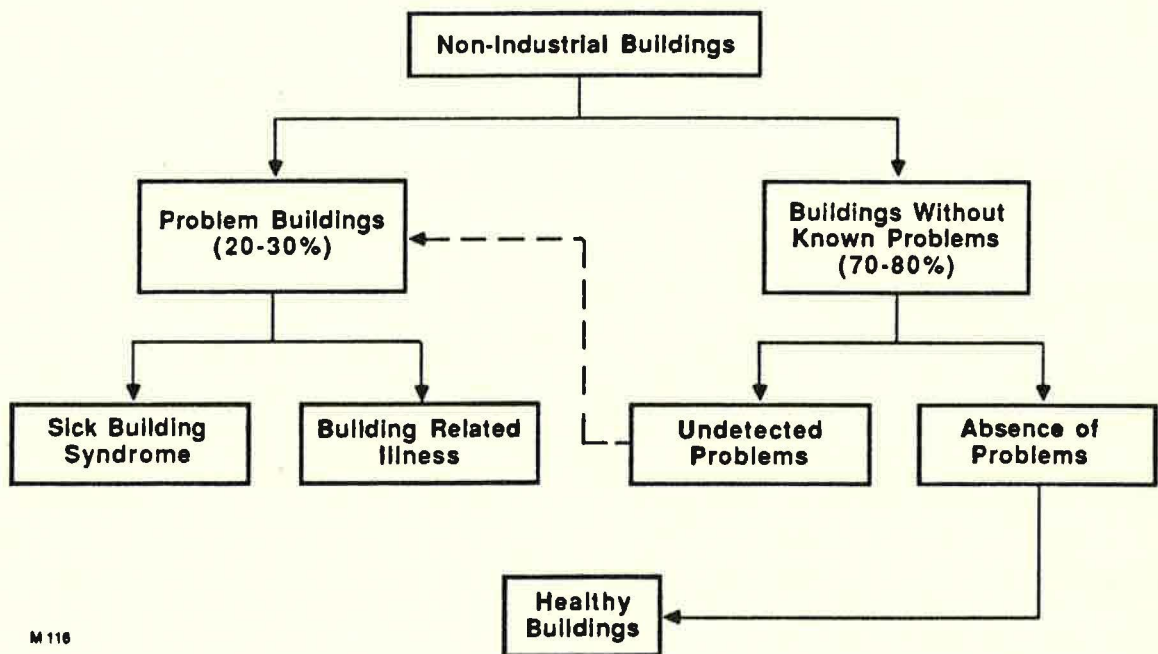 Non-Industrial Buildings
Problem Buildings
(20-30%)
Buildings Without
Known Problems
(70-80%)
Sick Building
Syndrome
Building Related
Illness
Undetected
Problems
Absence of
Problems
Healthy
Buildings
M 116